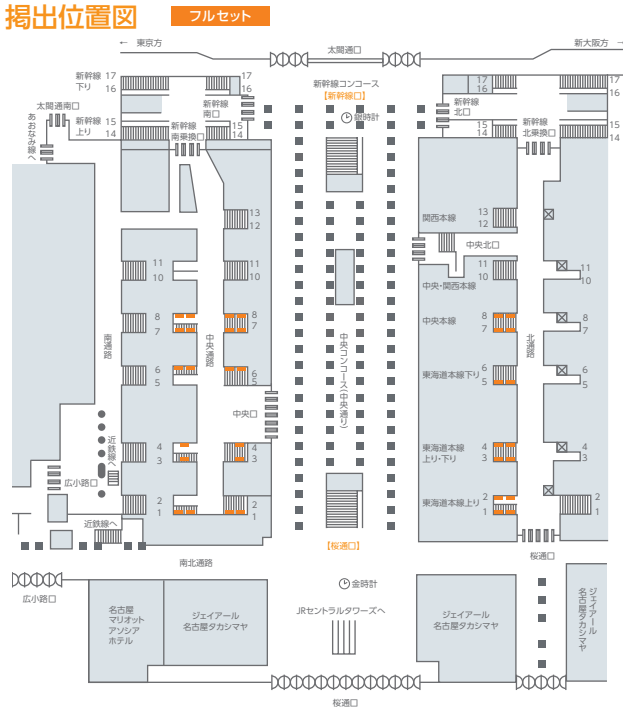 掲出位置図
フルセット
← 東京方
太閤通口
新大阪方 →
新幹線 17
下り 16
17
16
新幹線コンコース
【新幹線口】
17
16
17
16
太閤通南口
新幹線
南口
銀時計
新幹線
北口
あおなみ線へ
新幹線 15
上り 14
新幹線
南乗換口
15
14
15
14
新幹線
北乗換口
15
14
13
12
関西本線
13
12
中央北口
11
10
11
10
11
10
11
10
中央・関西本線
南通路
8
7
中央通路
8
7
中央コンコース(中央通り)
中央本線
8
7
北通路
8
7
6
5
6
5
東海道本線下り
6
5
6
5
中央口
近鉄線へ
4
3
4
3
東海道本線
上り・下り
4
3
4
3
広小路口
2
1
2
1
東海道本線上り
2
1
2
1
近鉄線へ
【桜通口】
桜通口
南北通路
広小路口
金時計
名古屋
マリオット
アソシア
ホテル
ジェイアール
名古屋タカシマヤ
JRセントラルタワーズへ
ジェイアール
名古屋タカシマヤ
ジェイアール
名古屋タカシマヤ
桜通口